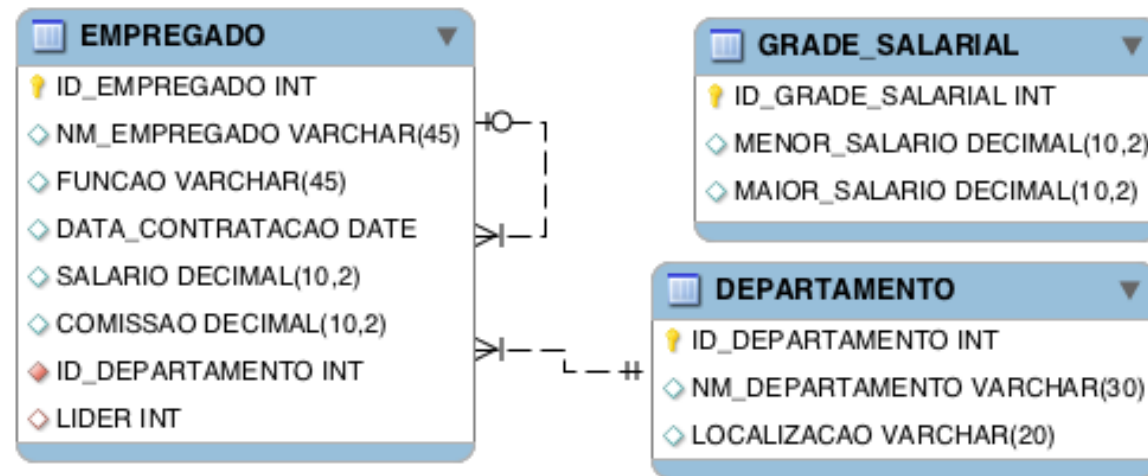 EMPREGADO
ID_EMPREGADO INT
NM_EMPREGADO VARCHAR(45)
FUNCAO VARCHAR(45)
DATA_CONTRATACAO DATE
SALARIO DECIMAL(10,2)
COMISSAO DECIMAL(10,2)
ID_DEPARTAMENTO INT
LIDER INT
GRADE_SALARIAL
ID_GRADE_SALARIAL INT
MENOR_SALARIO DECIMAL(10,2)
MAIOR_SALARIO DECIMAL(10,2)
DEPARTAMENTO
ID_DEPARTAMENTO INT
NM_DEPARTAMENTO VARCHAR(30)
LOCALIZACAO VARCHAR(20)